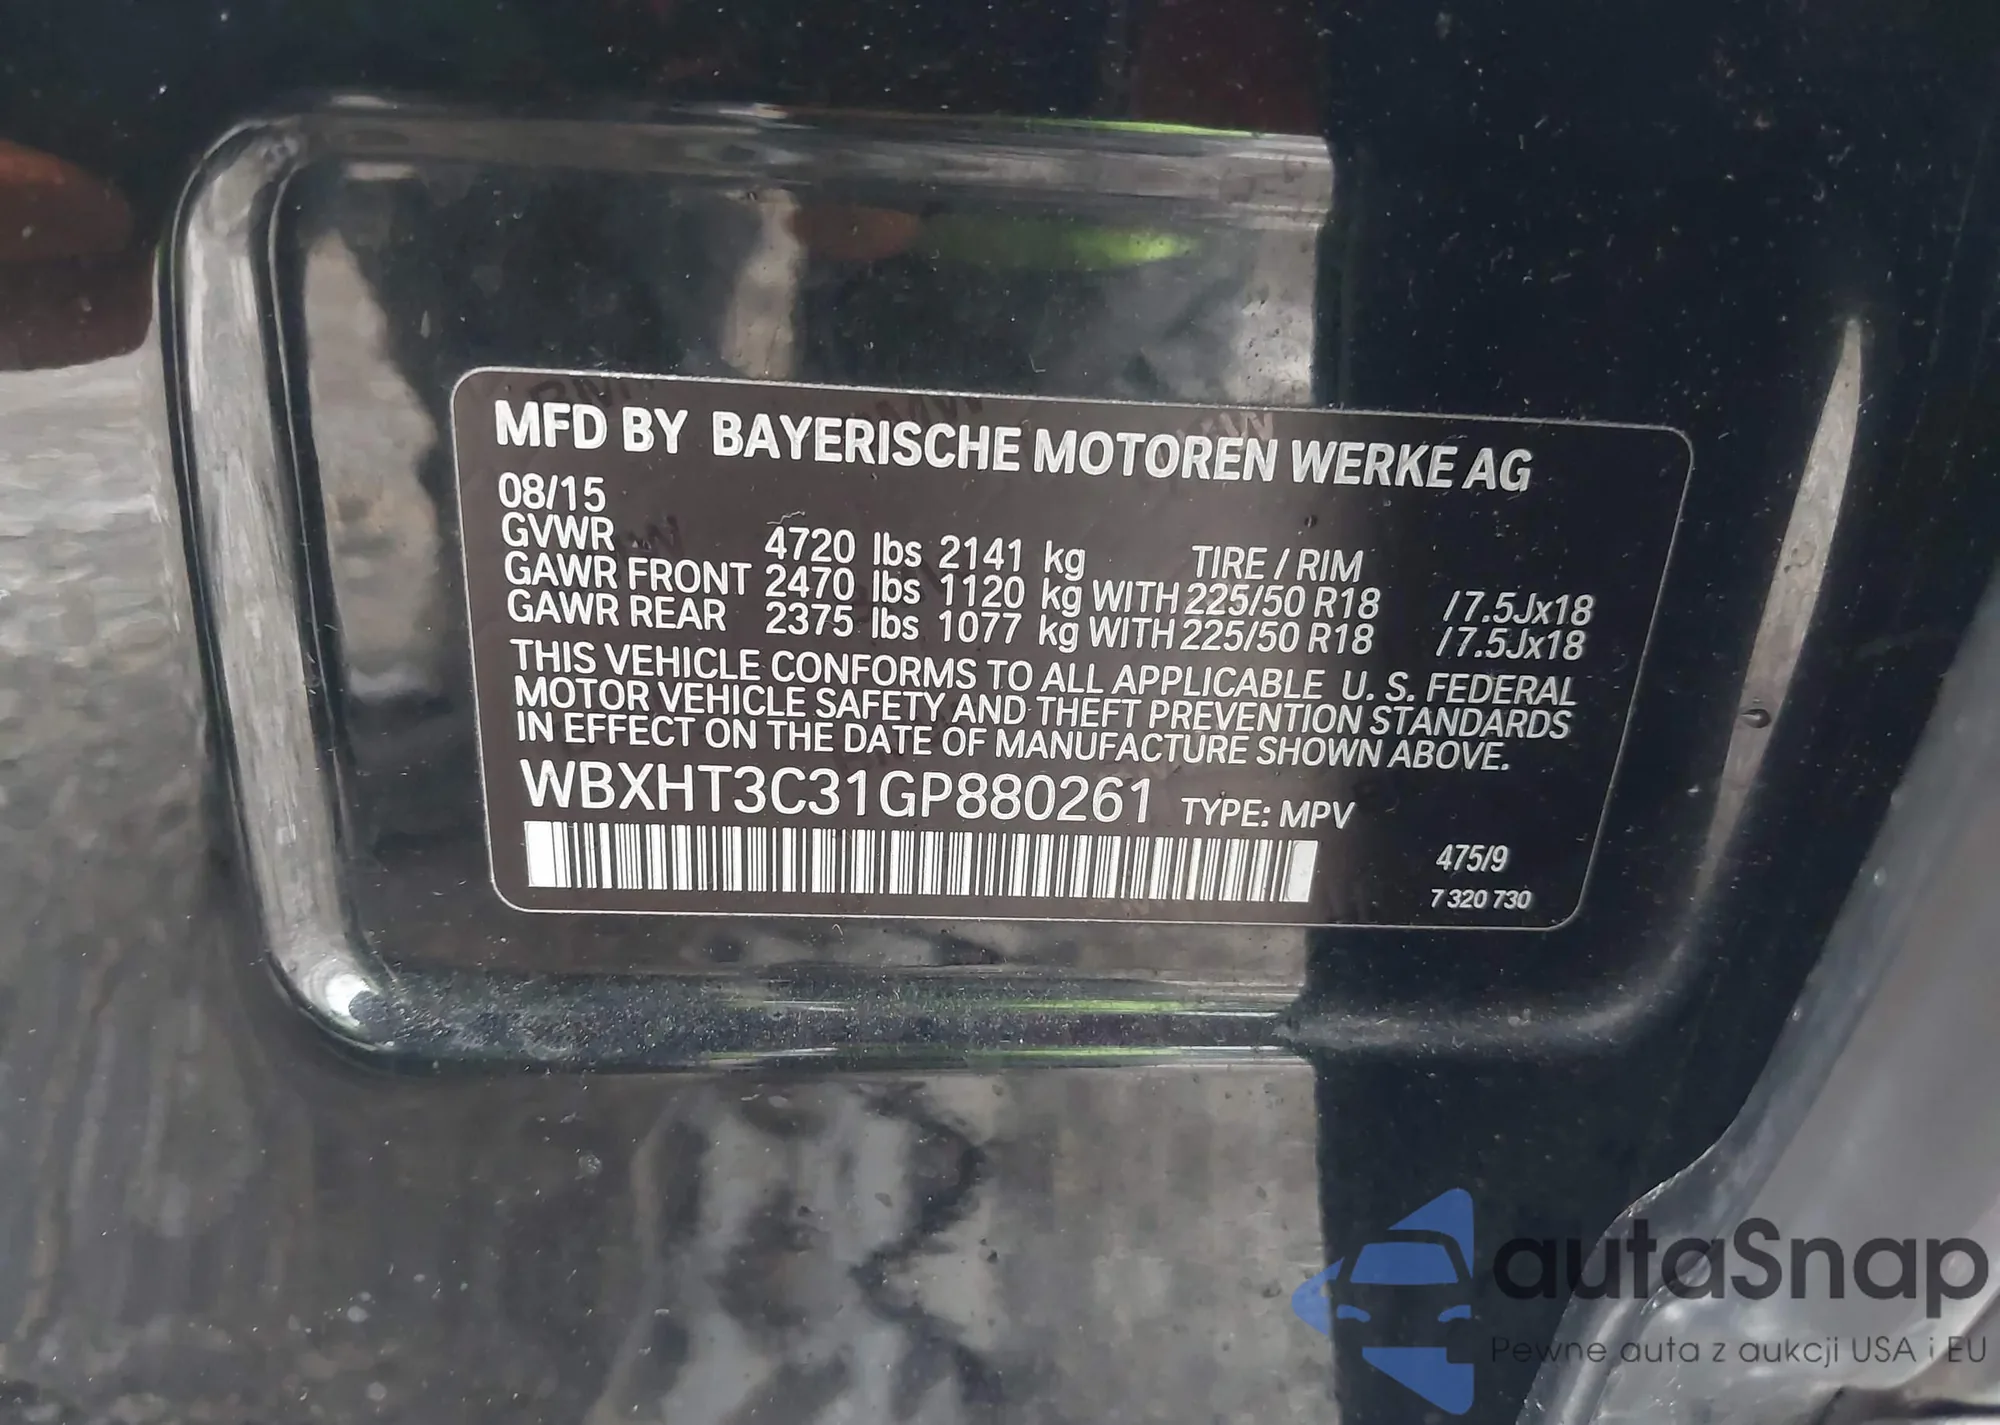 MFD BY BAYERISCHE MOTOREN WERKE AG
08/15
GVWR 4720 lbs 2141 kg TIRE / RIM
GAWR FRONT 2470 lbs 1120 kg WITH 225/50 R18 /7.5Jx18
GAWR REAR 2375 lbs 1077 kg WITH 225/50 R18 /7.5Jx18
THIS VEHICLE CONFORMS TO ALL APPLICABLE U. S. FEDERAL
MOTOR VEHICLE SAFETY AND THEFT PREVENTION STANDARDS
IN EFFECT ON THE DATE OF MANUFACTURE SHOWN ABOVE.
WBXHT3C31GP880261 TYPE: MPV
475/9
7 320 730
autaSnap
Pewne auta z aukcji USA i EU